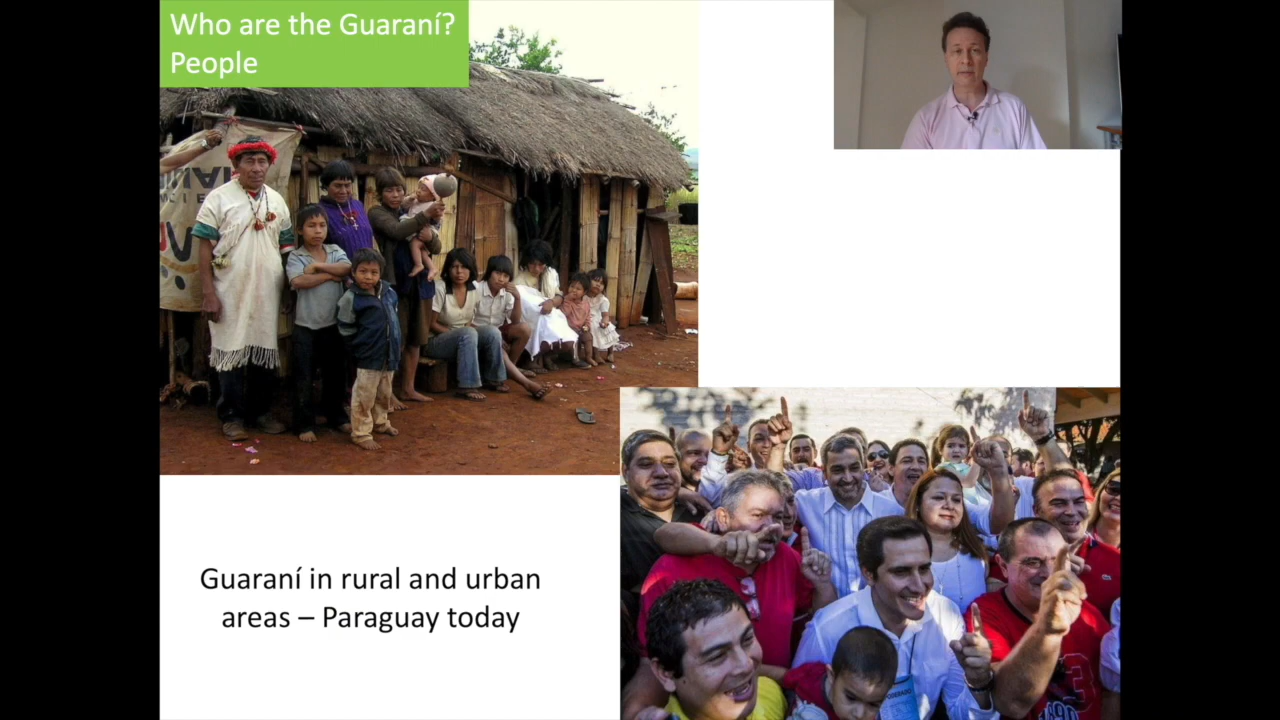 Who are the Guaraní?
People
Guaraní in rural and urban
areas – Paraguay today